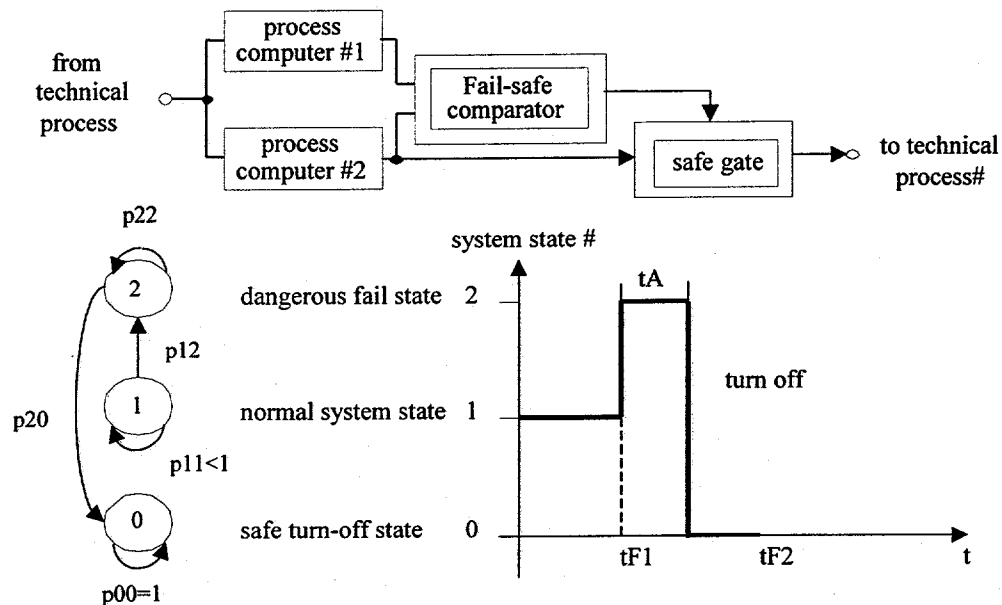 process
computer #1
from
technical
process
Fail-safe
comparator
process
computer #2
safe gate
to technical
process#
p22
system state #
tA
2
dangerous fail state
2
p12
turn off
p20
1
normal system state
1
p11<1
0
safe turn-off state
0
tF1
tF2
t
p00=1